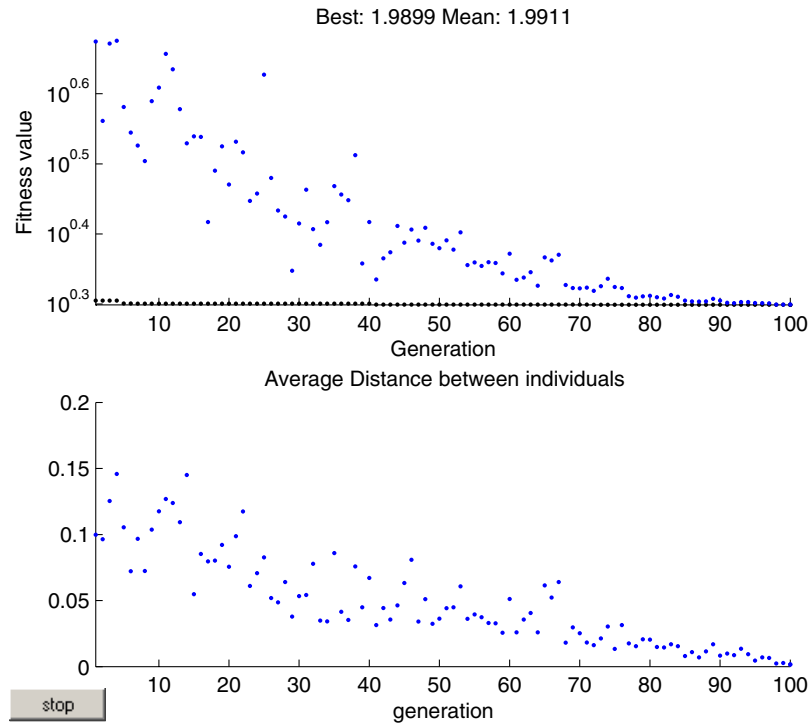 Best: 1.9899 Mean: 1.9911
Fitness value
10^0.6
10^0.5
10^0.4
10^0.3
10 20 30 40 50 60 70 80 90 100
Generation
Average Distance between individuals
0.2
0.15
0.1
0.05
0
10 20 30 40 50 60 70 80 90 100
generation
stop